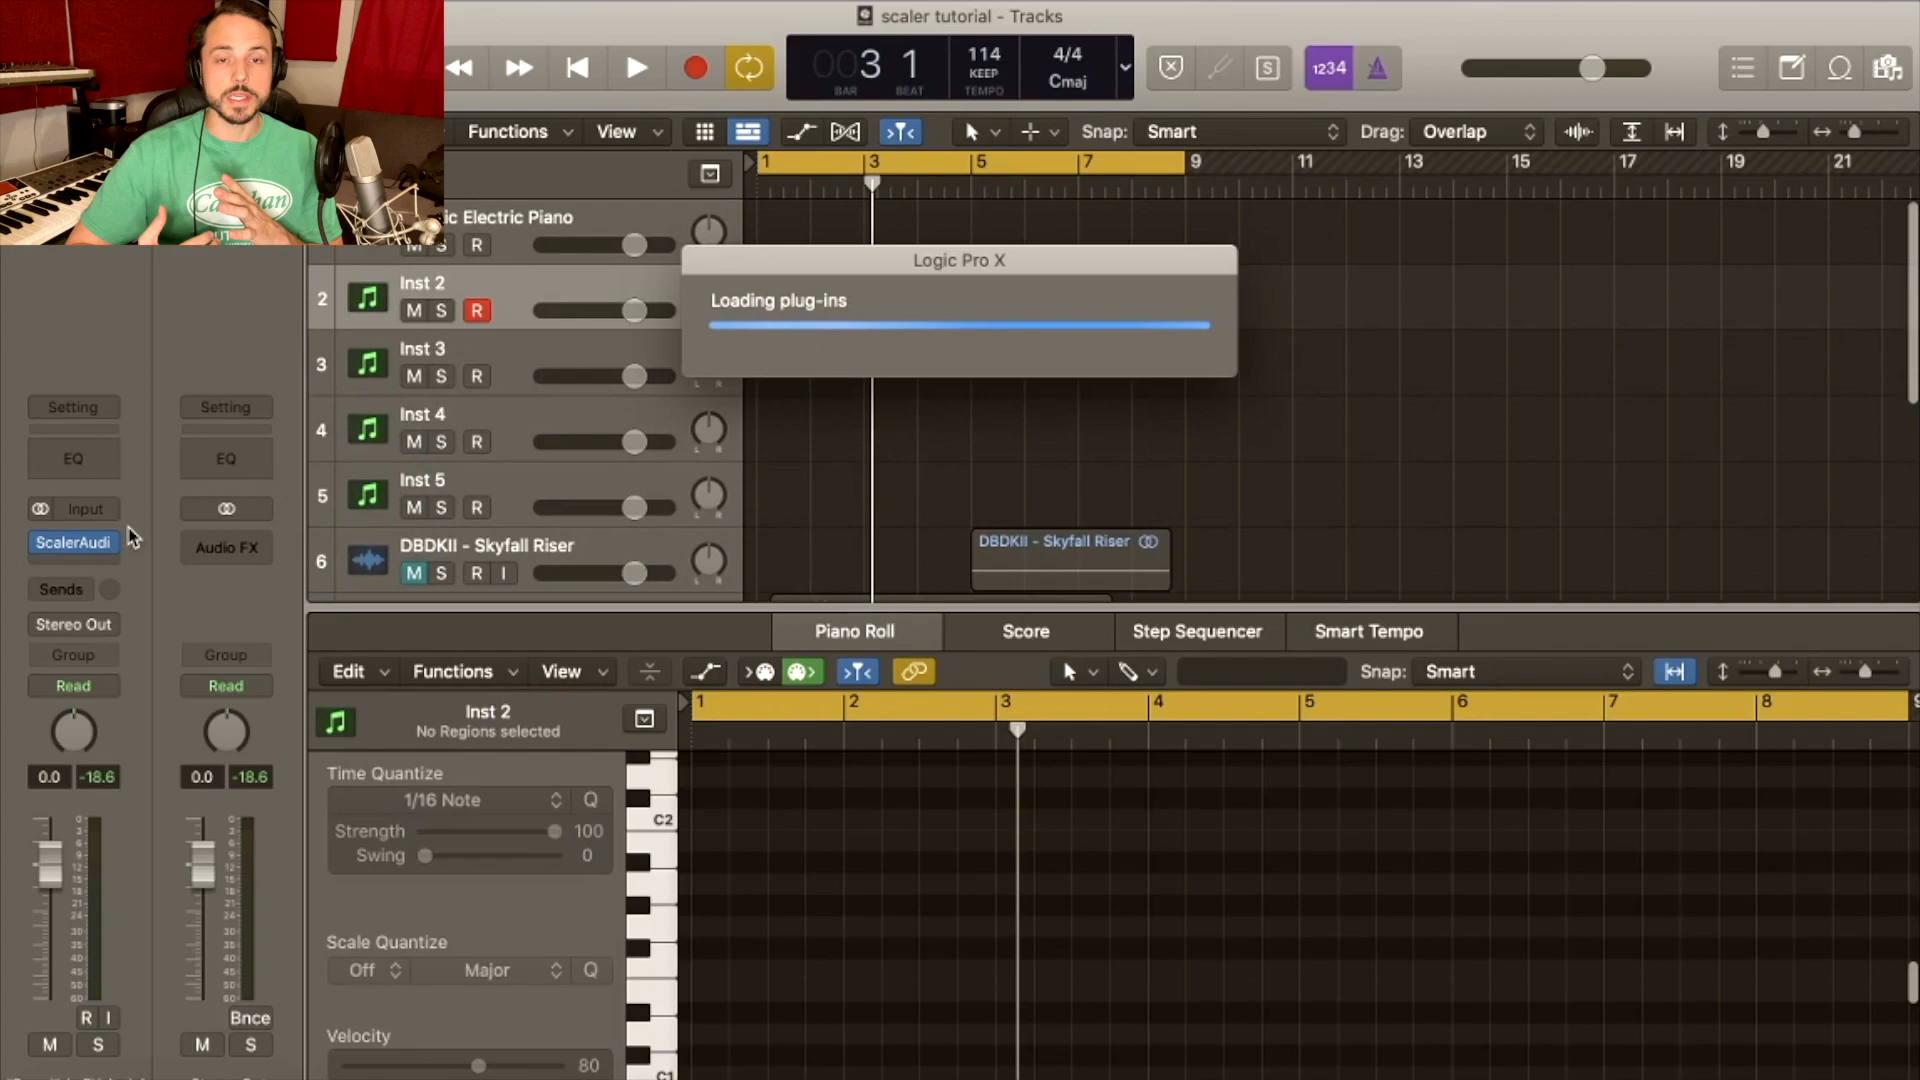 scaler tutorial - Tracks
003 1
BAR BEAT
114
KEEP
TEMPO
4/4
Cmaj
S
1234
Functions View
Snap: Smart
Drag: Overlap
1 3 5 7 9 11 13 15 17 19 21
ic Electric Piano
M S R
2 Inst 2
M S R
3 Inst 3
M S R
L R
4 Inst 4
M S R
L R
5 Inst 5
M S R
L R
6 DBDKII - Skyfall Riser
M S R I
L R
DBDKII - Skyfall Riser
Logic Pro X
Loading plug-ins
Setting Setting
EQ EQ
Input
ScalerAudi Audio FX
Sends
Stereo Out
Group Group
Read Read
0.0 -18.6 0.0 -18.6
R I Bnce
M S M S
Piano Roll Score Step Sequencer Smart Tempo
Edit Functions View
Snap: Smart
1 2 3 4 5 6 7 8 9
Inst 2
No Regions selected
Time Quantize
1/16 Note Q
Strength 100
Swing 0
Scale Quantize
Off Major Q
Velocity
80
C2
C1